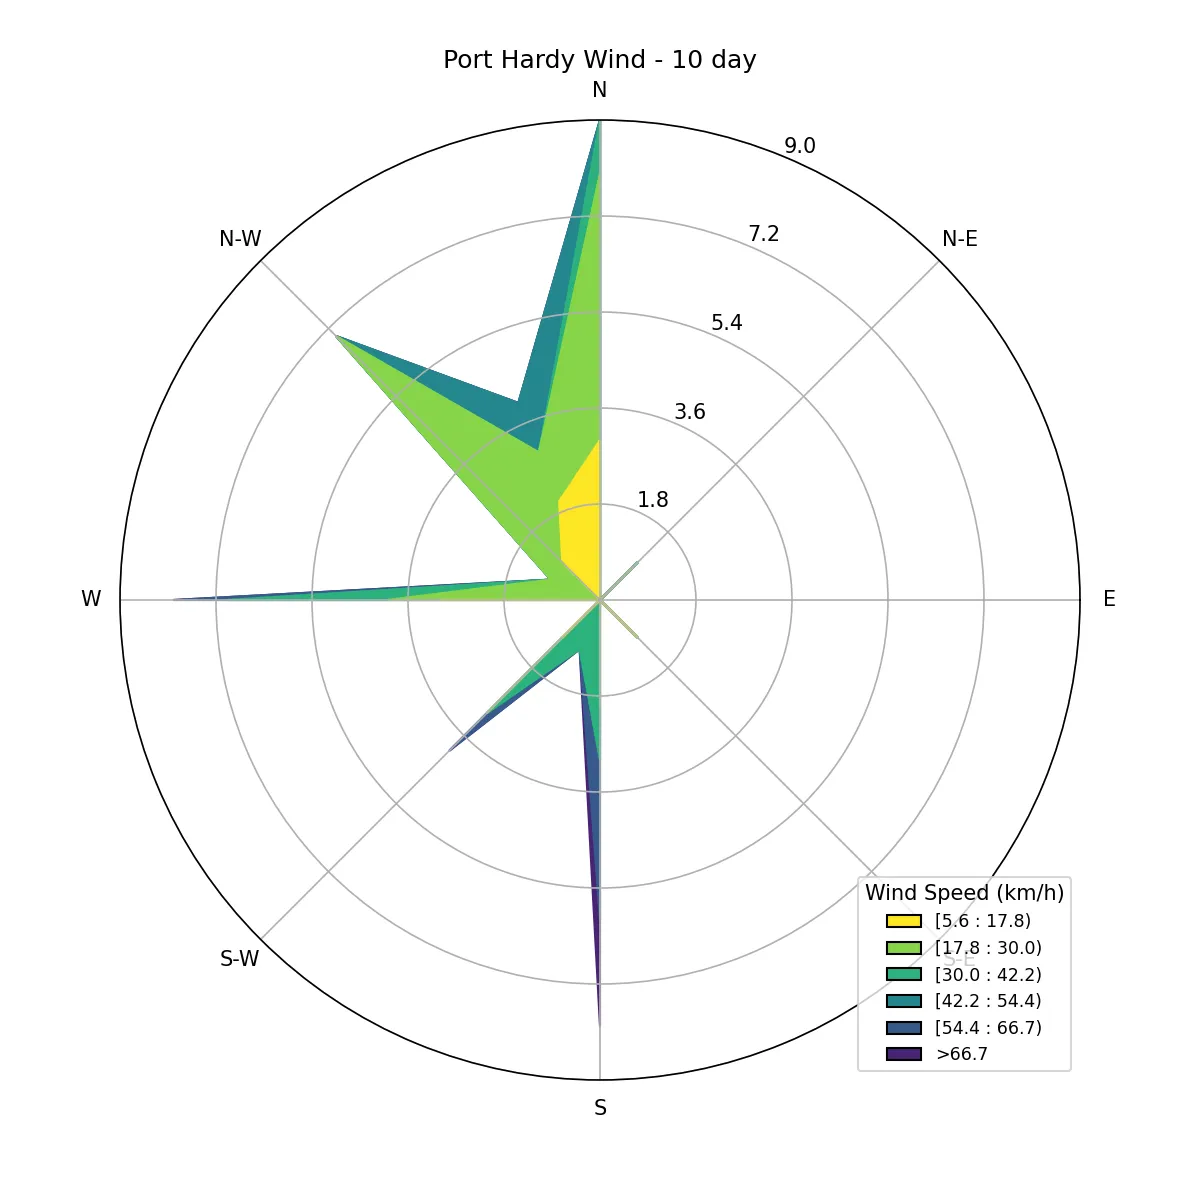 Port Hardy Wind - 10 day
N
9.0
N-W
N-E
7.2
5.4
3.6
1.8
W
E
Wind Speed (km/h)
[5.6 : 17.8)
[17.8 : 30.0)
S-W
S-E
[30.0 : 42.2)
[42.2 : 54.4)
[54.4 : 66.7)
>66.7
S